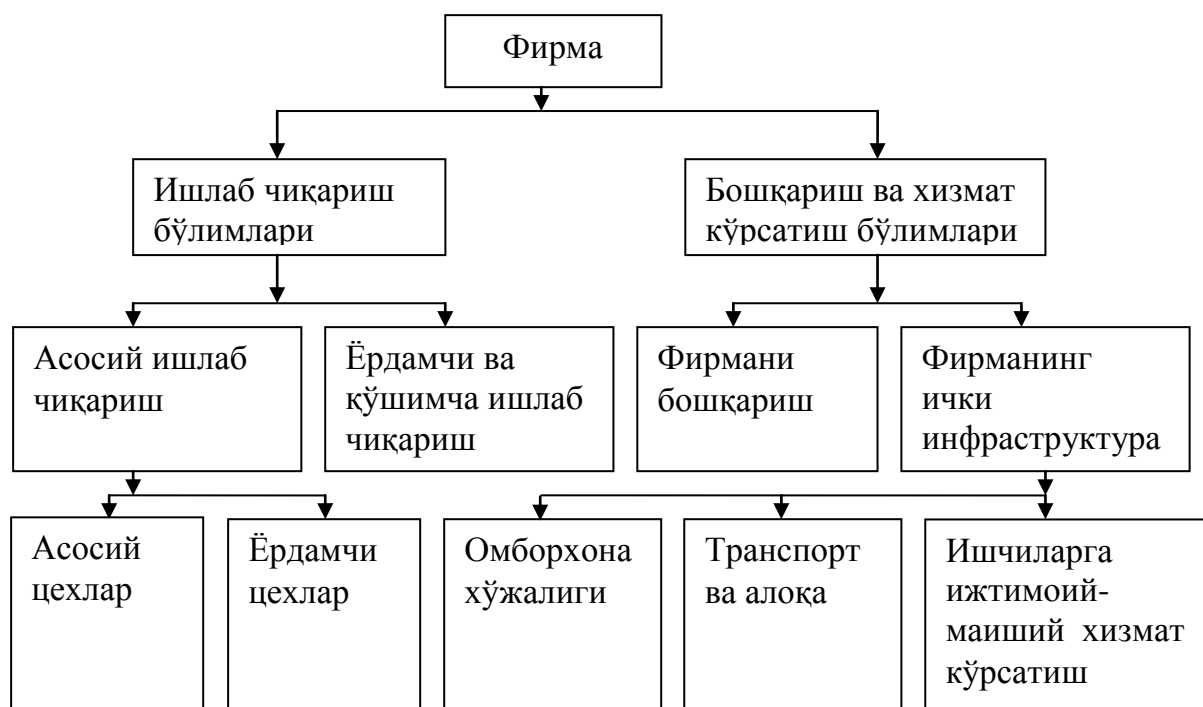 Фирма
Ишлаб чиқариш
бўлимлари
Бошқариш ва хизмат
кўрсатиш бўлимлари
Асосий ишлаб
чиқариш
Ёрдамчи ва
қўшимча ишлаб
чиқариш
Фирмани
бошқариш
Фирманинг
ички
инфраструктура
Асосий
цехлар
Ёрдамчи
цехлар
Омборхона
хўжалиги
Транспорт
ва алоқа
Ишчиларга
ижтимоий-
маиший хизмат
кўрсатиш